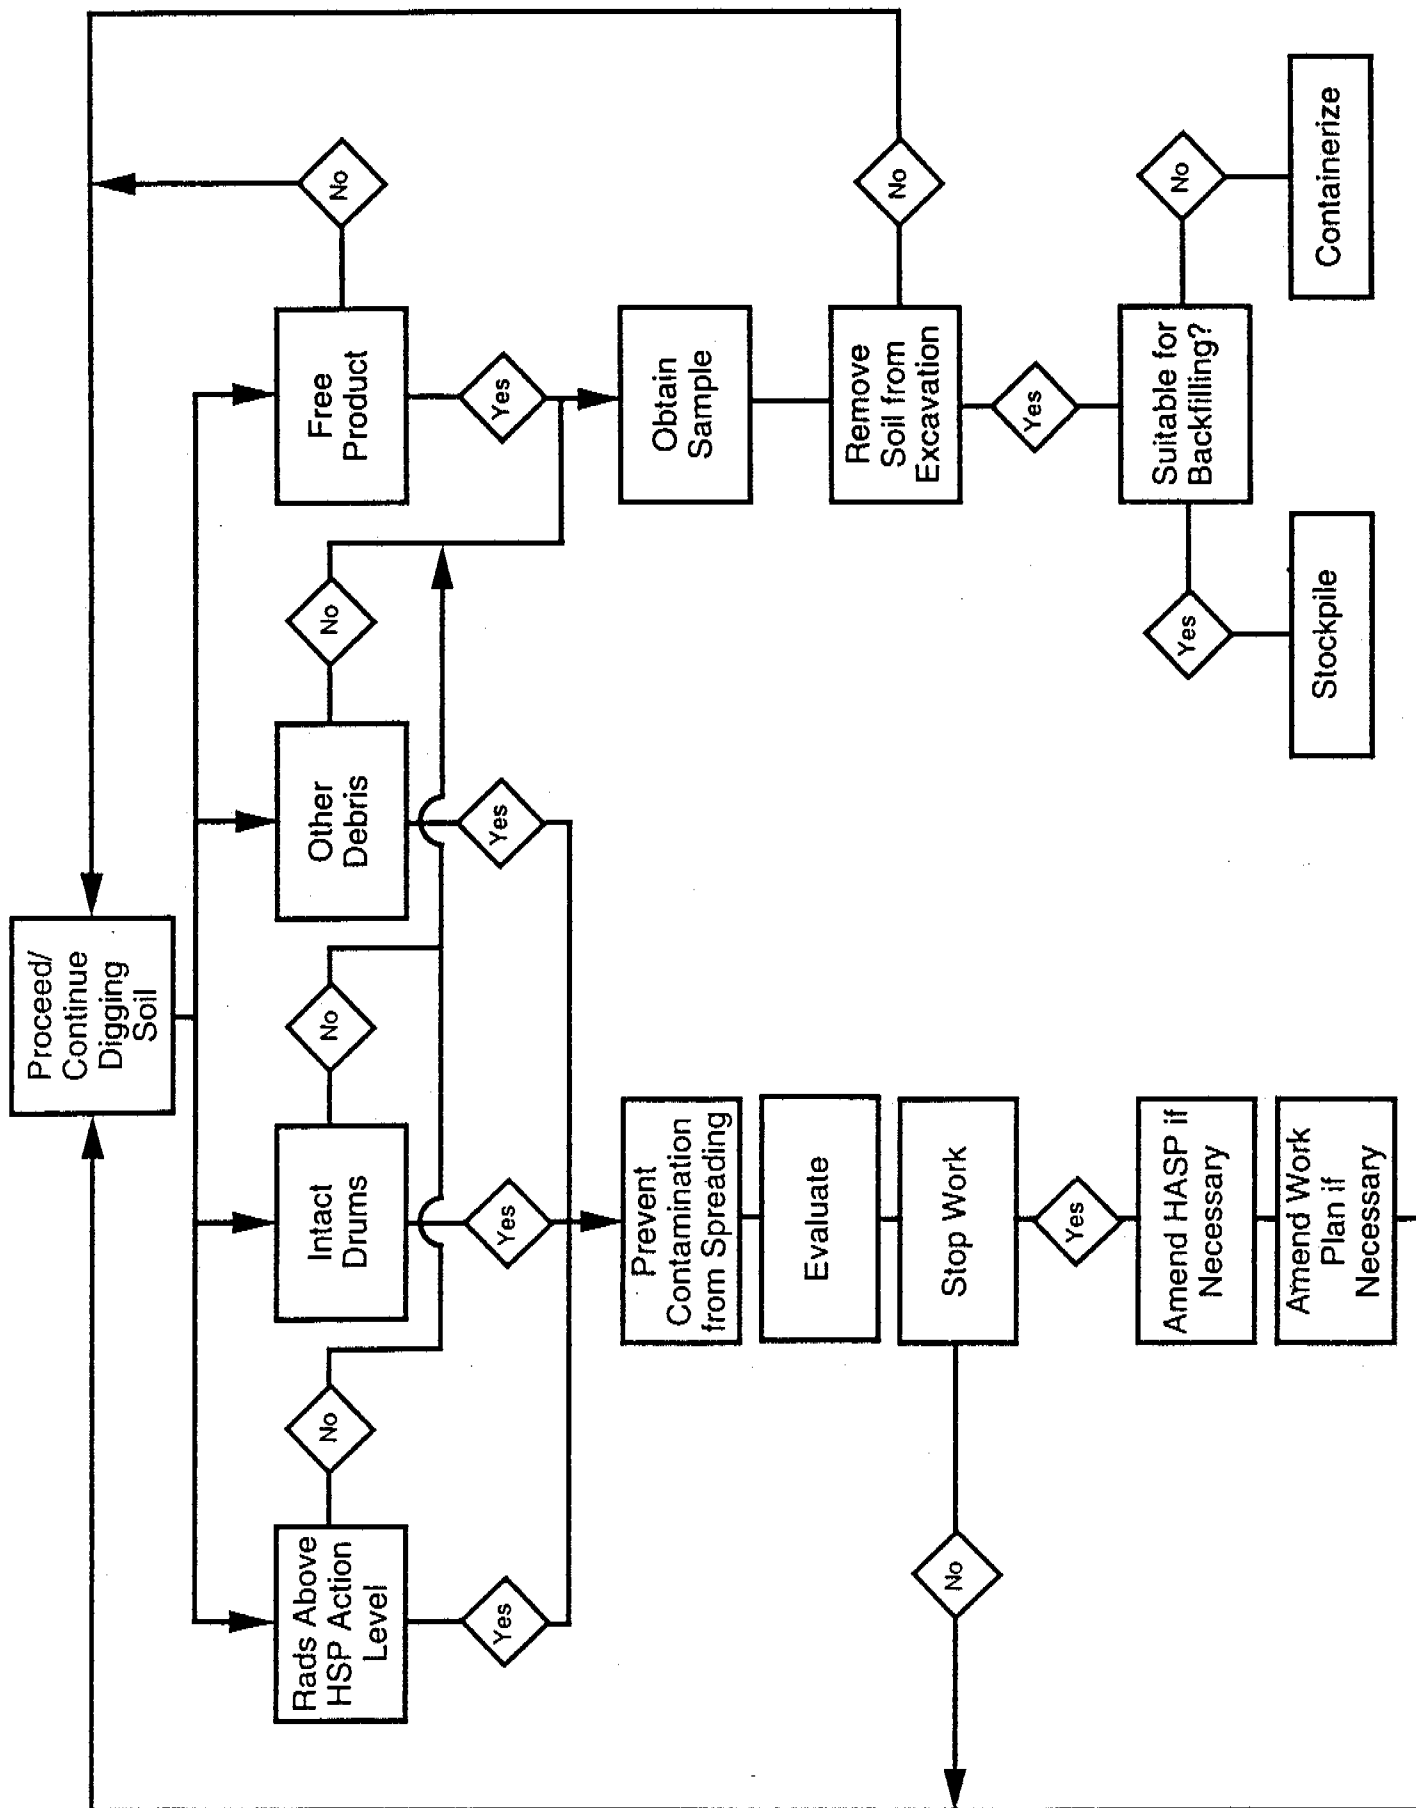 Proceed/
Continue
Digging
Soil
Rads Above
HSP Action
Level
No
Yes
Intact
Drums
No
Yes
Other
Debris
No
Yes
Free
Product
No
Yes
Prevent
Contamination
from Spreading
Evaluate
Stop Work
No
Yes
Amend HASP if
Necessary
Amend Work
Plan if
Necessary
Obtain
Sample
Remove
Soil from
Excavation
No
Yes
Suitable for
Backfilling?
Yes
No
Stockpile
Containerize